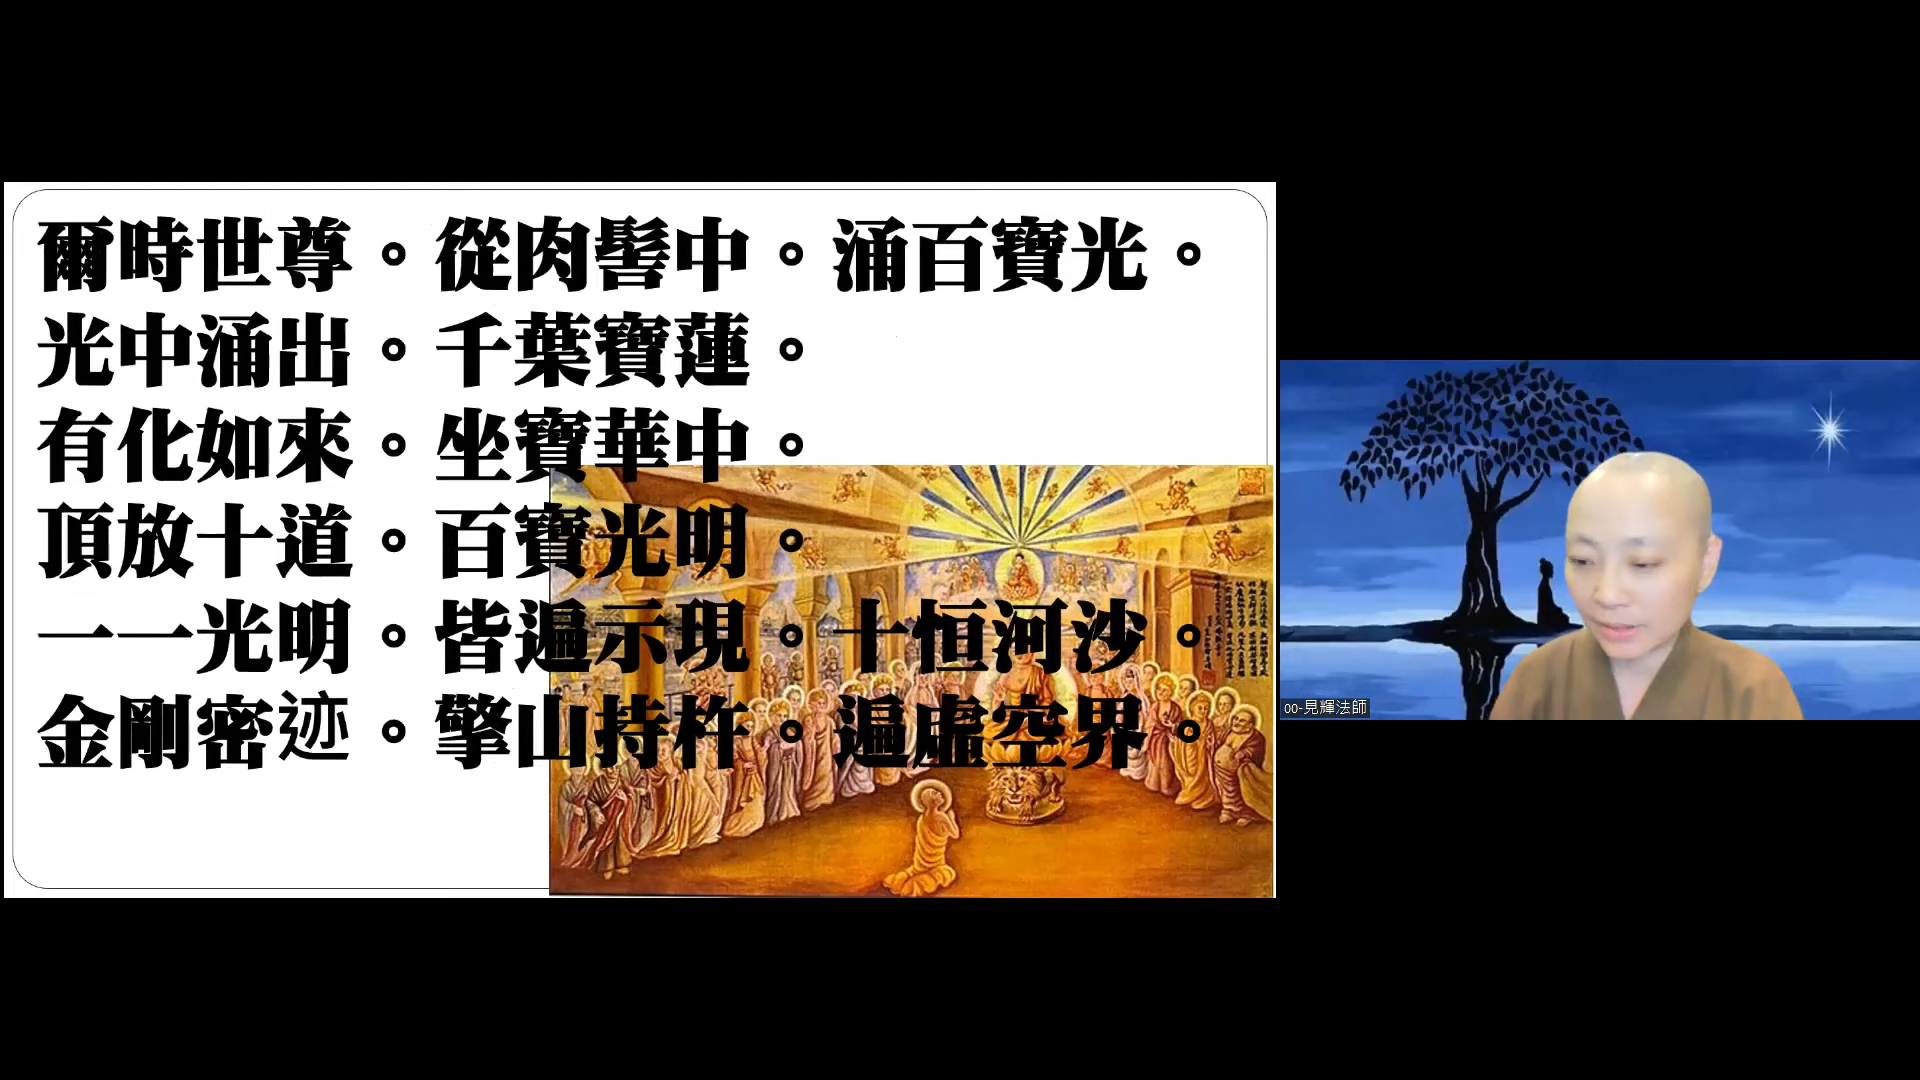 爾時世尊。從肉髻中。涌百寶光。
光中涌出。千葉寶蓮。
有化如來。坐寶華中。
頂放十道。百寶光明。
一一光明。皆遍示現。十恒河沙。
金剛密迹。擎山持杵。遍虛空界。
00-見輝法師